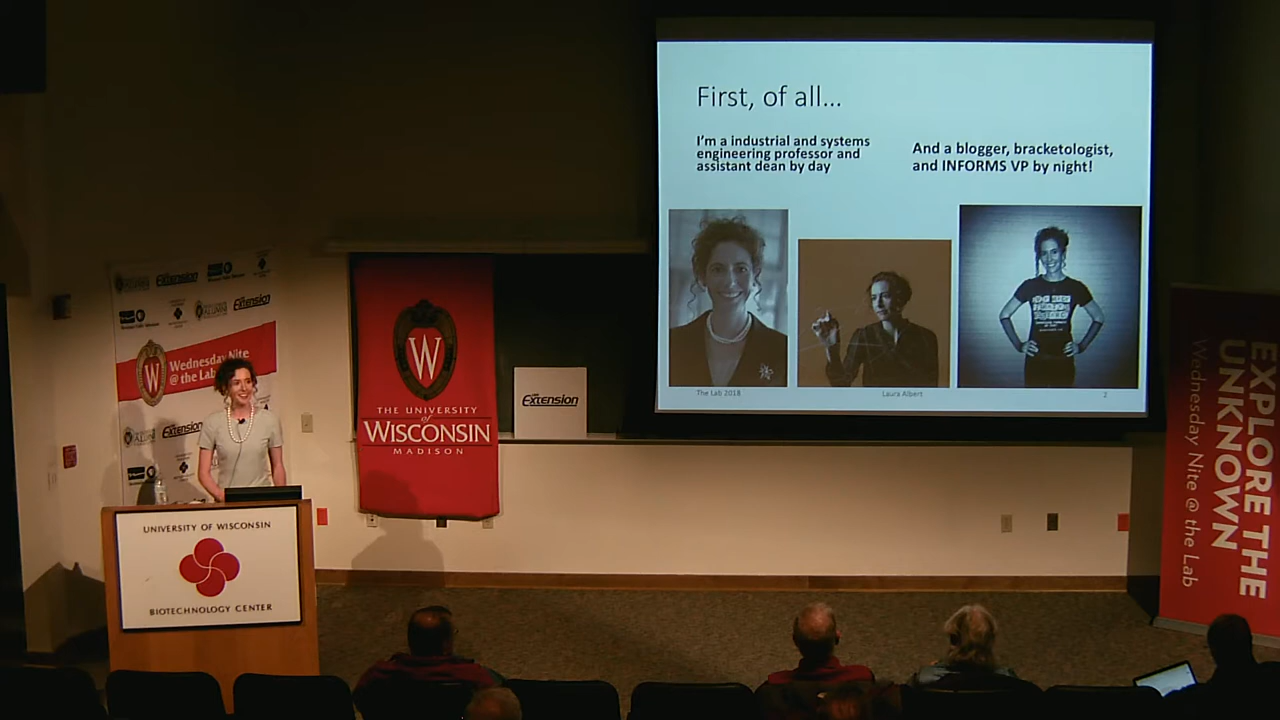 First, of all...
I'm a industrial and systems
engineering professor and
assistant dean by day
And a blogger, bracketologist,
and INFORMS VP by night!
The Lab 2018
Laura Albert
2
Extension
Extension
Wednesday Nite
@ the Lab
Extension
W
THE UNIVERSITY
of
WISCONSIN
MADISON
Extension
UNIVERSITY OF WISCONSIN
BIOTECHNOLOGY CENTER
EXPLORE THE
UNKNOWN
Wednesday Nite @ the Lab